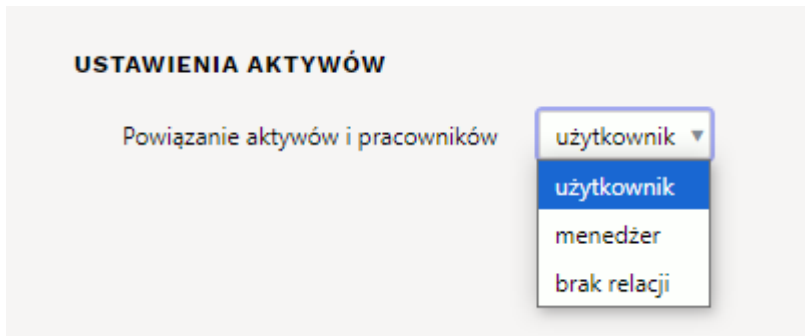 USTAWIENIA AKTYWÓW
Powiązanie aktywów i pracowników użytkownik
użytkownik
menedżer
brak relacji